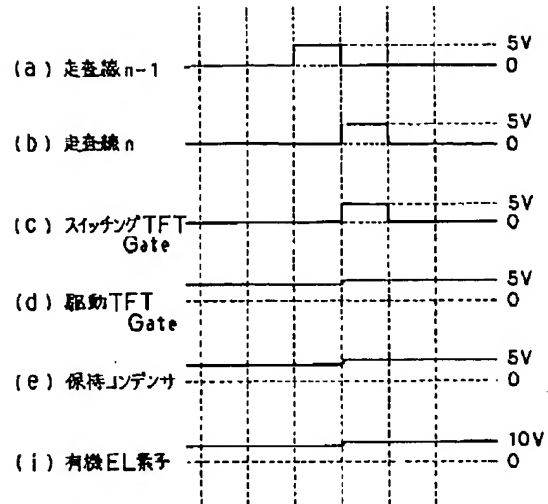 5V
(a) 走査線n-1 0
5V
(b) 走査線n 0
5V
(c) スイッチングTFT 0
Gate
5V
(d) 駆動TFT 0
Gate
5V
(e) 保持コンデンサ 0
10V
(i) 有機EL素子 0